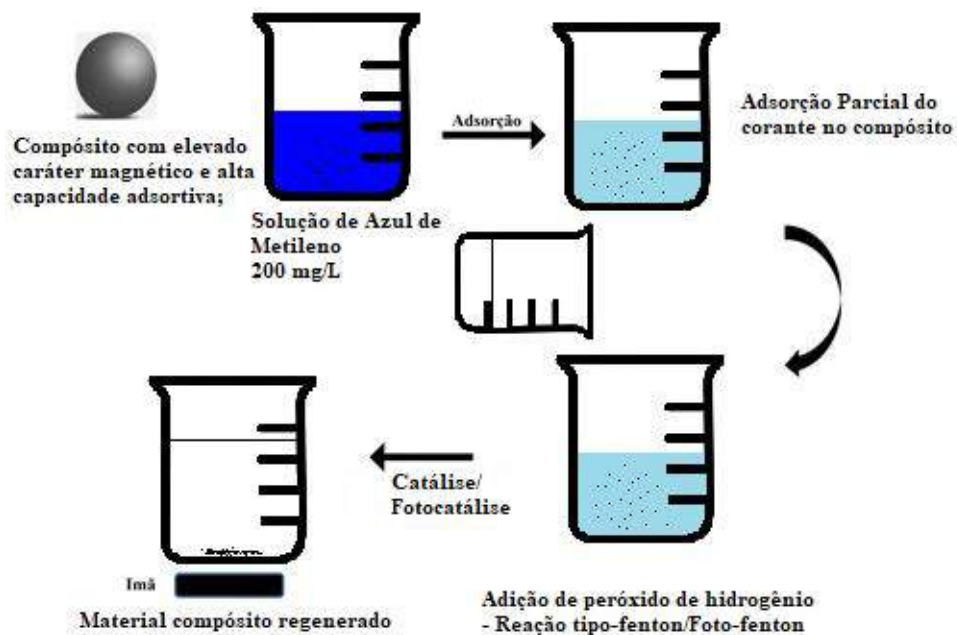 Compósito com elevado
caráter magnético e alta
capacidade adsortiva;
Solução de Azul de
Metileno
200 mg/L
Adsorção
Adsorção Parcial do
corante no compósito
Adição de peróxido de hidrogênio
- Reação tipo-fenton/Foto-fenton
Catálise/
Fotocatálise
Imã
Material compósito regenerado